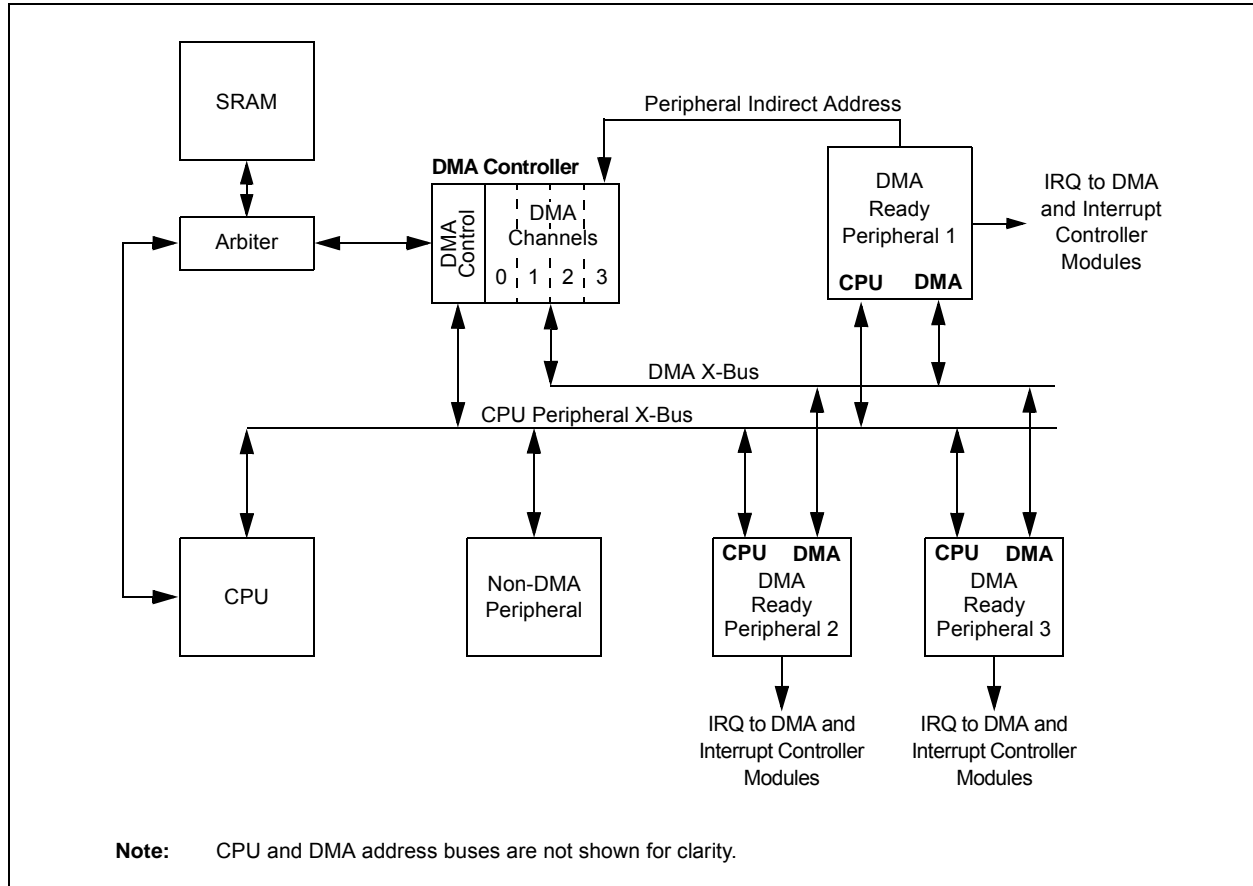 SRAM
Peripheral Indirect Address
DMA Controller
DMA
Ready
Peripheral 1
CPU DMA
IRQ to DMA
and Interrupt
Controller
Modules
Arbiter
DMA
Control
DMA
Channels
0 1 2 3
DMA X-Bus
CPU Peripheral X-Bus
CPU
Non-DMA
Peripheral
CPU DMA
DMA
Ready
Peripheral 2
CPU DMA
DMA
Ready
Peripheral 3
IRQ to DMA and
Interrupt Controller
Modules
IRQ to DMA and
Interrupt Controller
Modules
Note: CPU and DMA address buses are not shown for clarity.